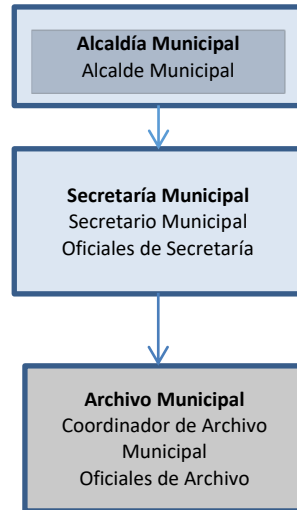 Alcaldía Municipal
Alcalde Municipal
Secretaría Municipal
Secretario Municipal
Oficiales de Secretaría
Archivo Municipal
Coordinador de Archivo
Municipal
Oficiales de Archivo